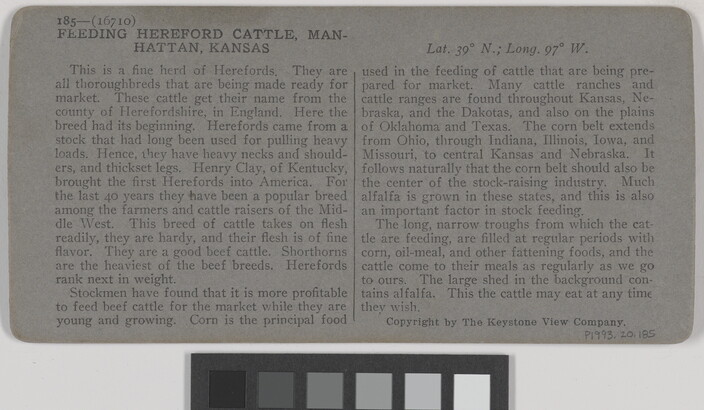 185—(16710)
FEEDING HEREFORD CATTLE, MAN-
HATTAN, KANSAS
Lat. 39° N.; Long. 97° W.
This is a fine herd of Herefords. They are
all thoroughbreds that are being made ready for
market. These cattle get their name from the
county of Herefordshire, in England. Here the
breed had its beginning. Herefords came from a
stock that had long been used for pulling heavy
loads. Hence, they have heavy necks and should-
ers, and thickset legs. Henry Clay, of Kentucky,
brought the first Herefords into America. For
the last 40 years they have been a popular breed
among the farmers and cattle raisers of the Mid-
dle West. This breed of cattle takes on flesh
readily, they are hardy, and their flesh is of fine
flavor. They are a good beef cattle. Shorthorns
are the heaviest of the beef breeds. Herefords
rank next in weight.
Stockmen have found that it is more profitable
to feed beef cattle for the market while they are
young and growing. Corn is the principal food
used in the feeding of cattle that are being pre-
pared for market. Many cattle ranches and
cattle ranges are found throughout Kansas, Ne-
braska, and the Dakotas, and also on the plains
of Oklahoma and Texas. The corn belt extends
from Ohio, through Indiana, Illinois, Iowa, and
Missouri, to central Kansas and Nebraska. It
follows naturally that the corn belt should also be
the center of the stock-raising industry. Much
alfalfa is grown in these states, and this is also
an important factor in stock feeding.
The long, narrow troughs from which the cat-
tle are feeding, are filled at regular periods with
corn, oil-meal, and other fattening foods, and the
cattle come to their meals as regularly as we go
to ours. The large shed in the background con-
tains alfalfa. This the cattle may eat at any time
they wish.
Copyright by The Keystone View Company.
P1993.20.185